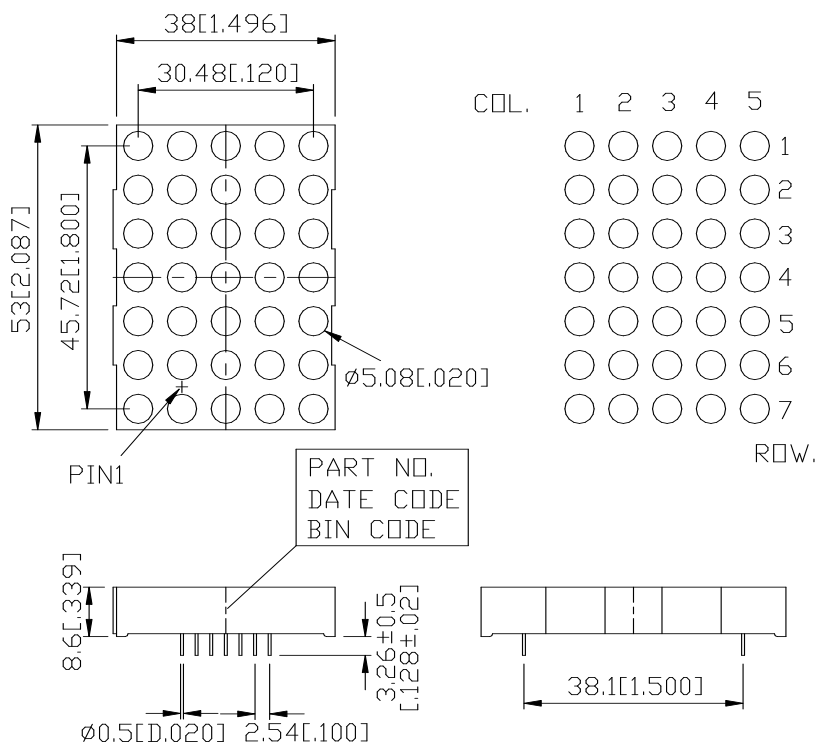 38[1.496]
30.48[.120]
COL. 1 2 3 4 5
1
2
3
4
5
6
7
ROW.
53[2.087]
45.72[1.800]
ø5.08[.020]
PIN1
PART NO.
DATE CODE
BIN CODE
8.6[.339]
3.26±0.5
[.128±.02]
38.1[1.500]
ø0.5[D.020]
2.54[.100]